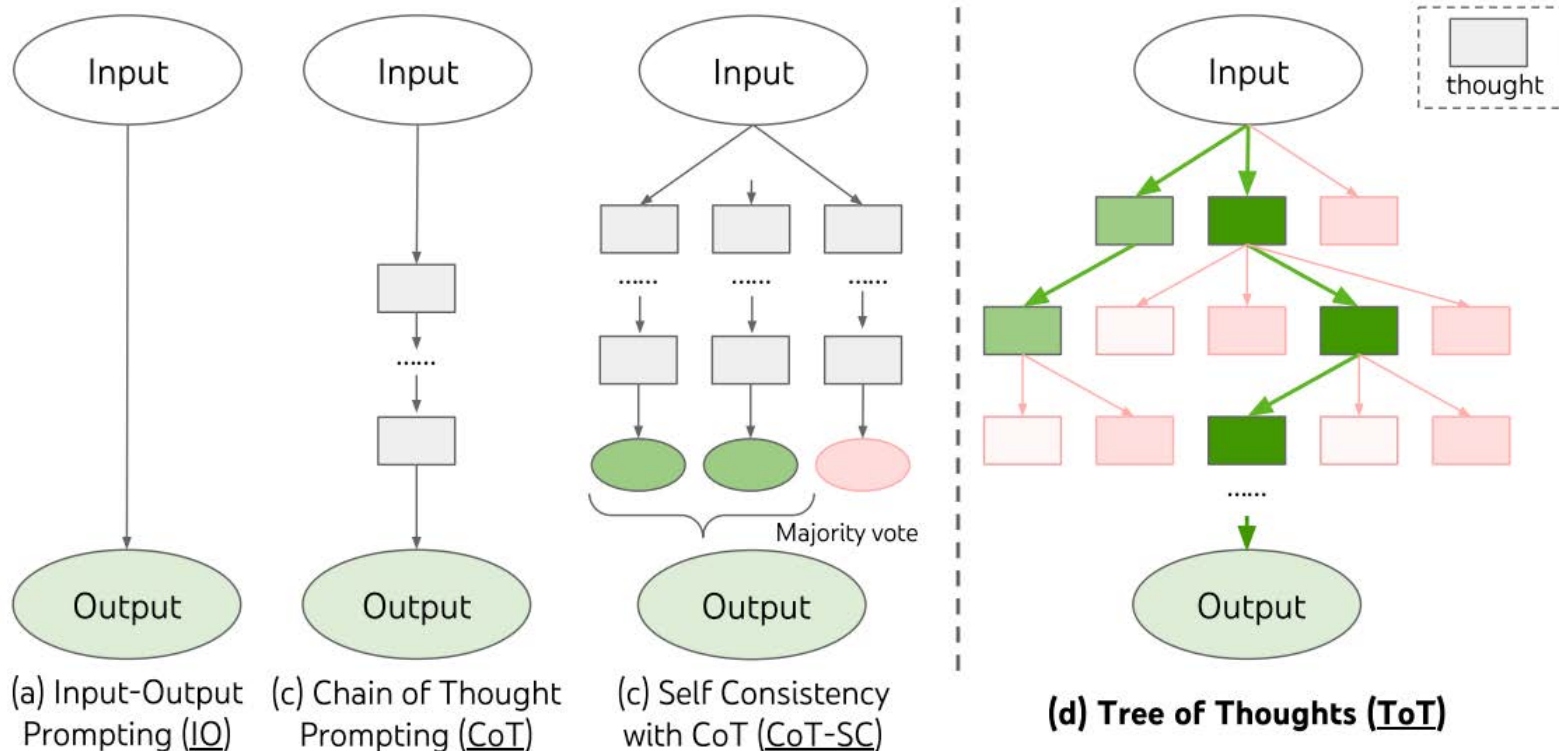 Input
Input
Input
Input
thought
......
......
......
......
......
Majority vote
Output
Output
Output
Output
(a) Input-Output
Prompting (IO)
(c) Chain of Thought
Prompting (CoT)
(c) Self Consistency
with CoT (CoT-SC)
(d) Tree of Thoughts (ToT)